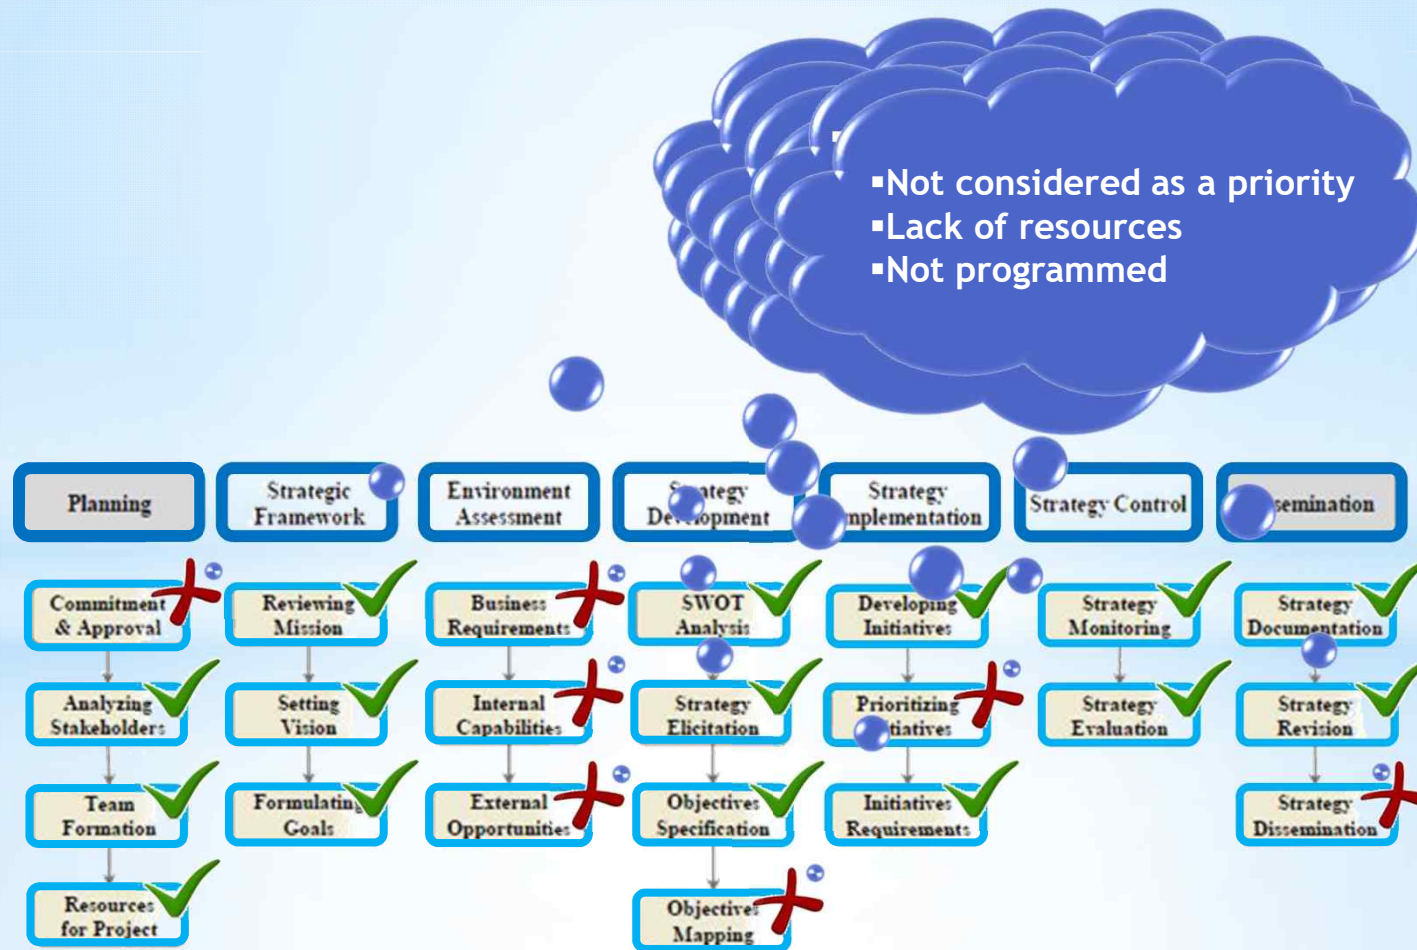 ▪Not considered as a priority
▪Lack of resources
▪Not programmed
Planning
Strategic
Framework
Environment
Assessment
Development
Strategy
Strategy Control
Commitment
& Approval
Analyzing
Stakeholders
Team
Formation
Resources
for Project
Reviewing
Mission
Setting
Vision
Formulating
Goals
Business
Requirements
Internal
Capabilities
External
Opportunities
SWOT
Analysis
Strategy
Elicitation
Objectives
Specification
Objectives
Mapping
Developing
Initiatives
Prioritizing
Initiatives
Requirements
Strategy
Monitoring
Strategy
Evaluation
Strategy
Documentation
Strategy
Revision
Strategy
Dissemination